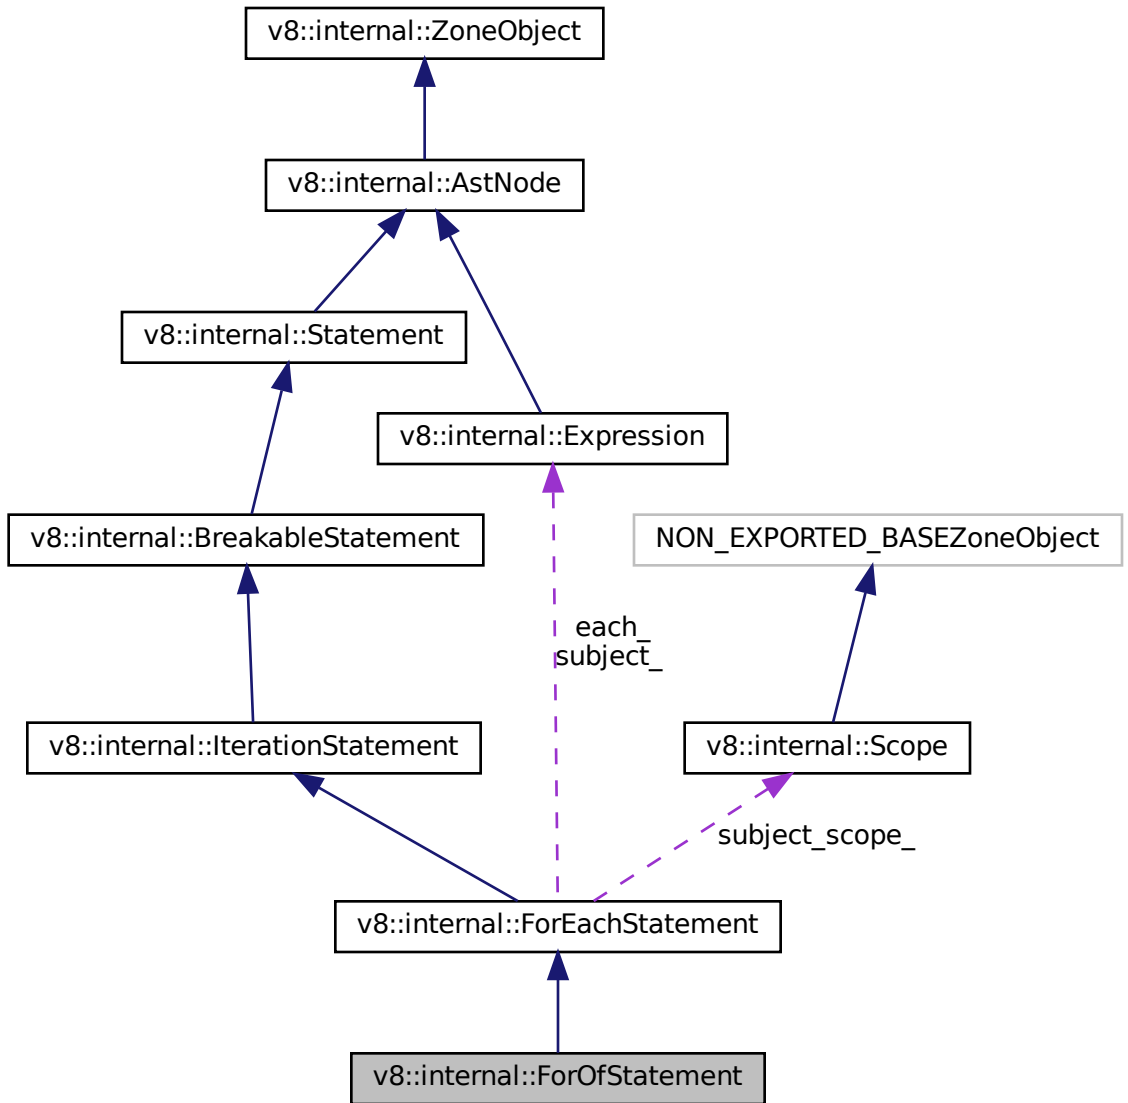 v8::internal::ZoneObject
v8::internal::AstNode
v8::internal::Statement
v8::internal::Expression
v8::internal::BreakableStatement
NON_EXPORTED_BASEZoneObject
each_
subject_
v8::internal::IterationStatement
v8::internal::Scope
subject_scope_
v8::internal::ForEachStatement
v8::internal::ForOfStatement